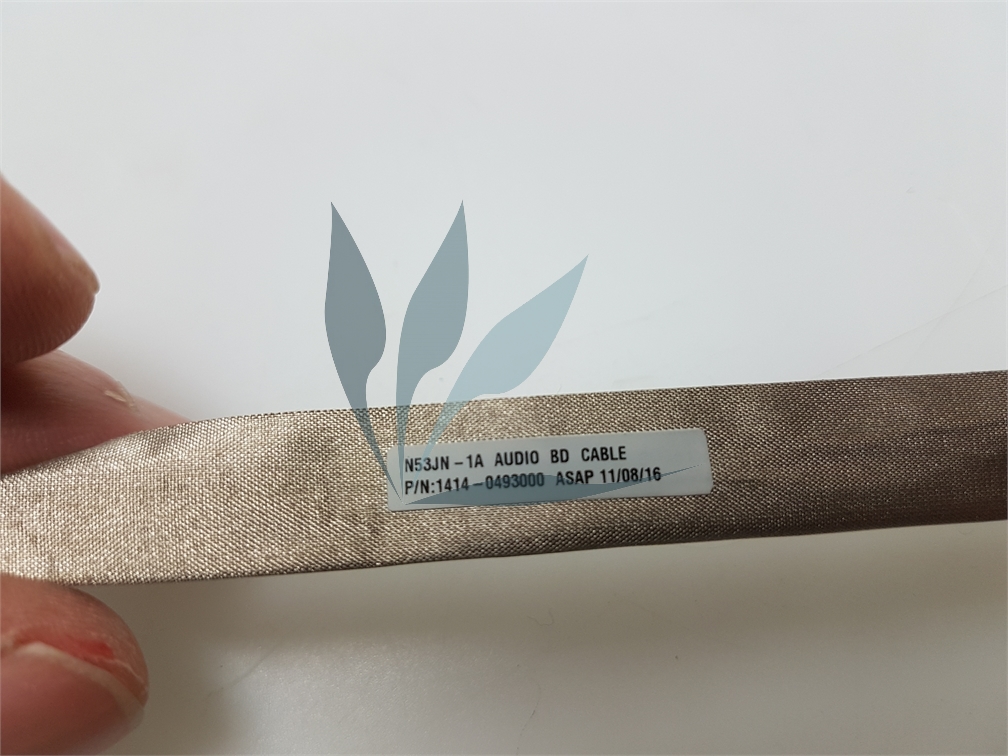 N53JN-1A AUDIO BD CABLE
P/N:1414-0493000 ASAP 11/08/16